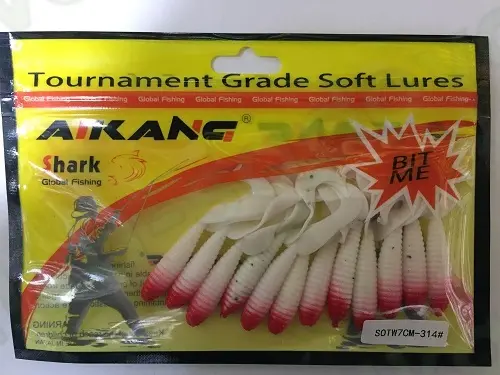 Tournament Grade Soft Lures
Global Fishing Global Fishing Global Fishing Global Fishing Global Fishing Global Fishing Global Fishing Global Fishing
AIKANG®
Shark
Global Fishing
BIT
ME
WARNING
SOTW7CM-314#